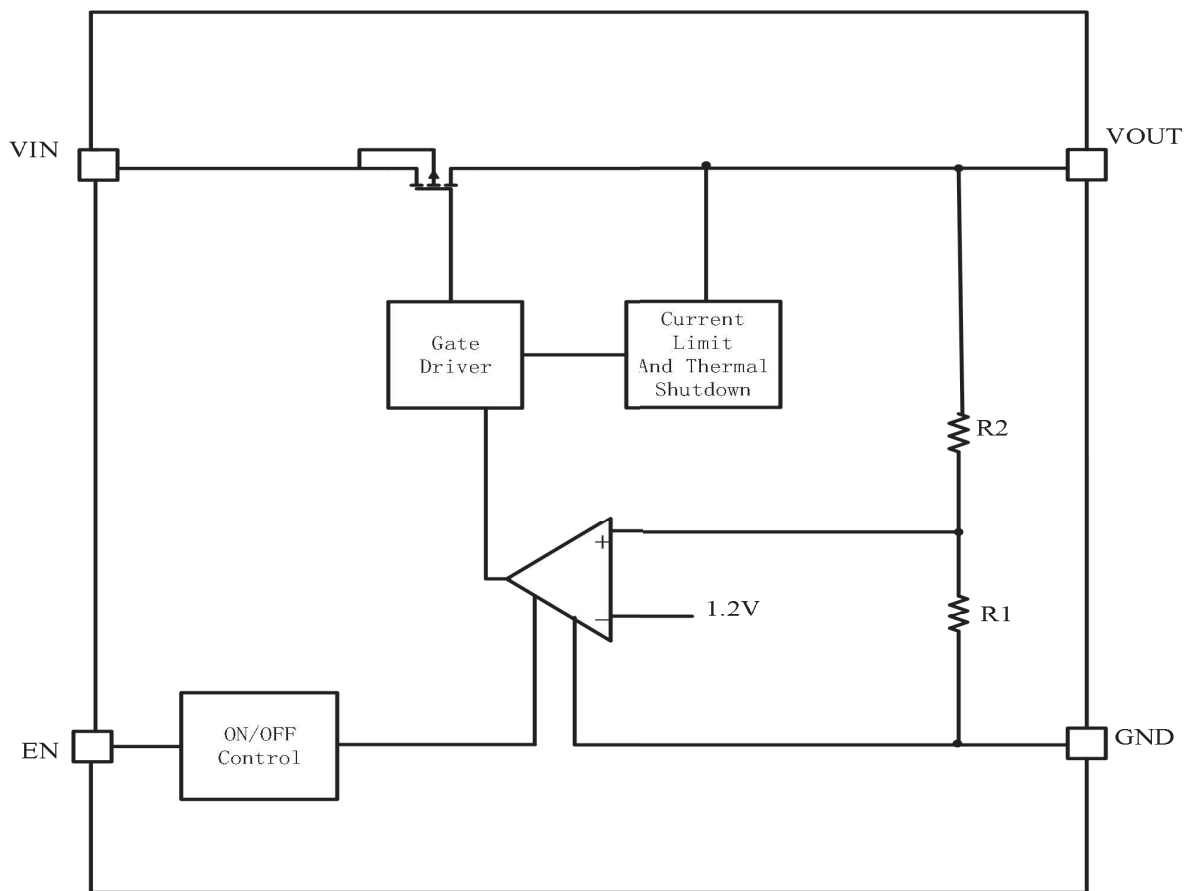 VIN
VOUT
Gate
Driver
Current
Limit
And Thermal
Shutdown
R2
+
−
1.2V
R1
EN
ON/OFF
Control
GND